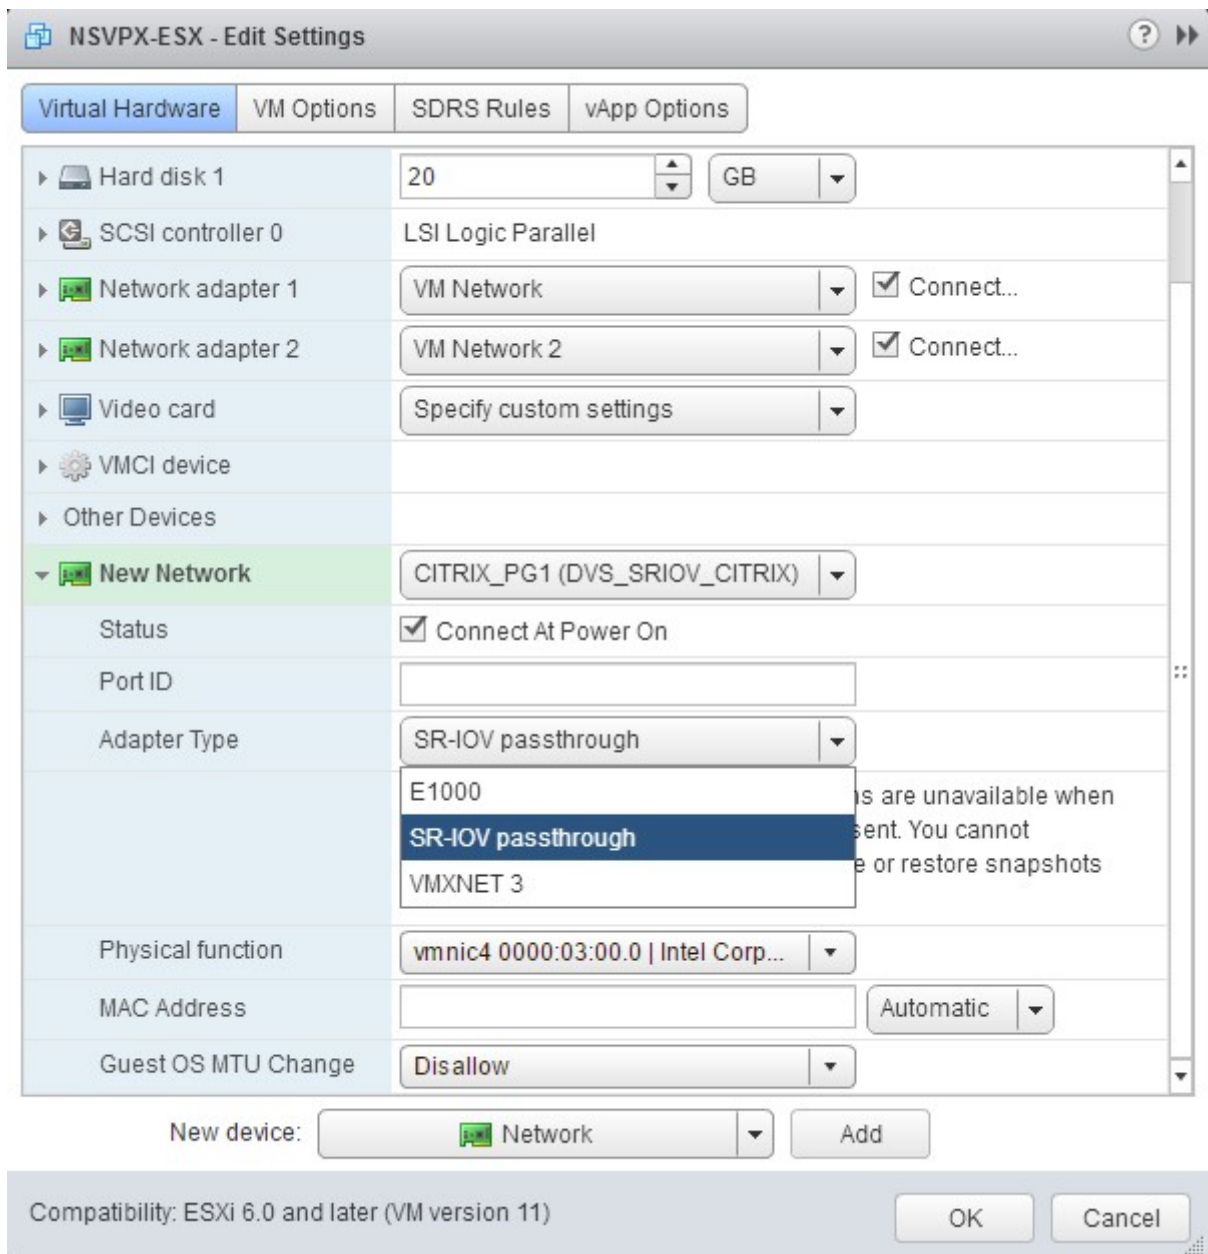 NSVPX-ESX - Edit Settings
Virtual Hardware VM Options SDRS Rules vApp Options
Hard disk 1 20 GB
SCSI controller 0 LSI Logic Parallel
Network adapter 1 VM Network Connect...
Network adapter 2 VM Network 2 Connect...
Video card Specify custom settings
VMCI device
Other Devices
New Network CITRIX_PG1 (DVS_SRIOV_CITRIX)
Status Connect At Power On
Port ID
Adapter Type SR-IOV passthrough
E1000 are unavailable when
SR-IOV passthrough You cannot
VMXNET 3 or restore snapshots
Physical function vmnic4 0000:03:00.0 | Intel Corp...
MAC Address Automatic
Guest OS MTU Change Disallow
New device: Network Add
Compatibility: ESXi 6.0 and later (VM version 11) OK Cancel